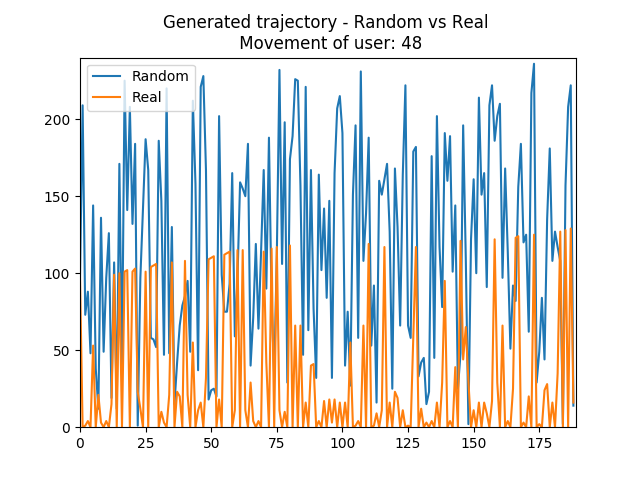 Generated trajectory - Random vs Real
Movement of user: 48
Random
Real
200
150
100
50
0
0 25 50 75 100 125 150 175